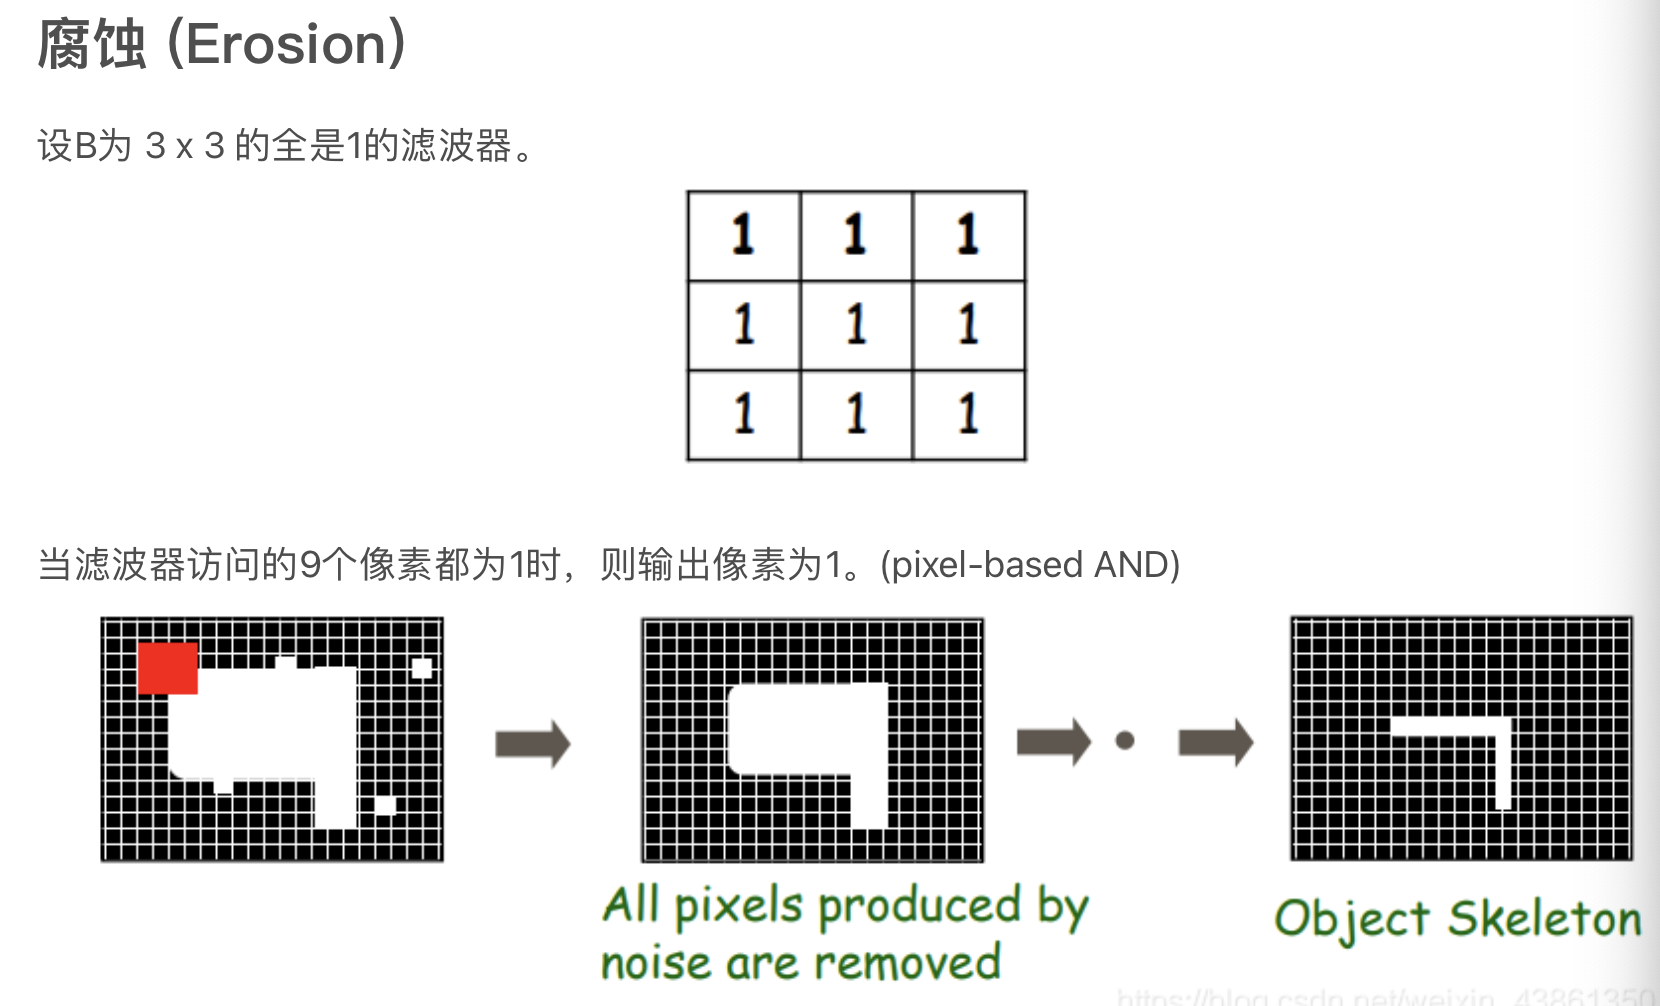 腐蚀 (Erosion)
设B为 3 x 3 的全是1的滤波器。
1 1 1
1 1 1
1 1 1
当滤波器访问的9个像素都为1时，则输出像素为1。(pixel-based AND)
All pixels produced by
noise are removed
Object Skeleton
https://blog.csdn.net/weixin_43861350